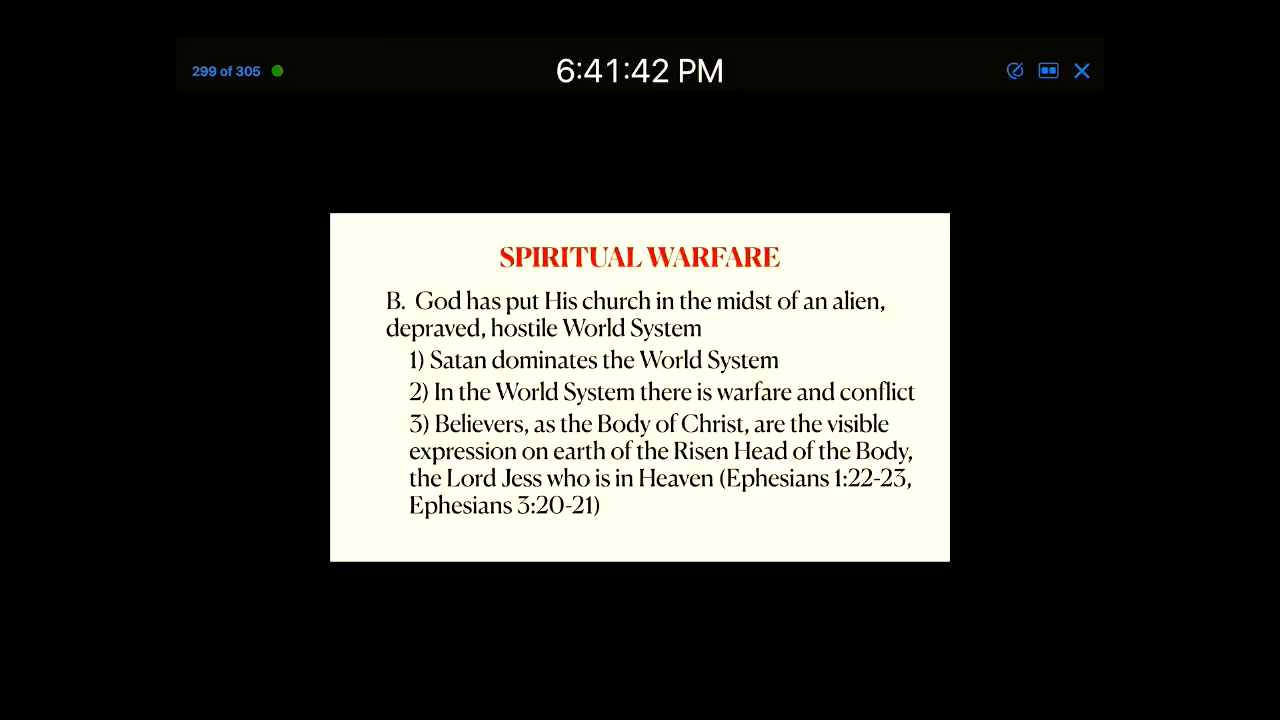 299 of 305
6:41:42 PM
SPIRITUAL WARFARE
B. God has put His church in the midst of an alien,
depraved, hostile World System
1) Satan dominates the World System
2) In the World System there is warfare and conflict
3) Believers, as the Body of Christ, are the visible
expression on earth of the Risen Head of the Body,
the Lord Jess who is in Heaven (Ephesians 1:22-23,
Ephesians 3:20-21)